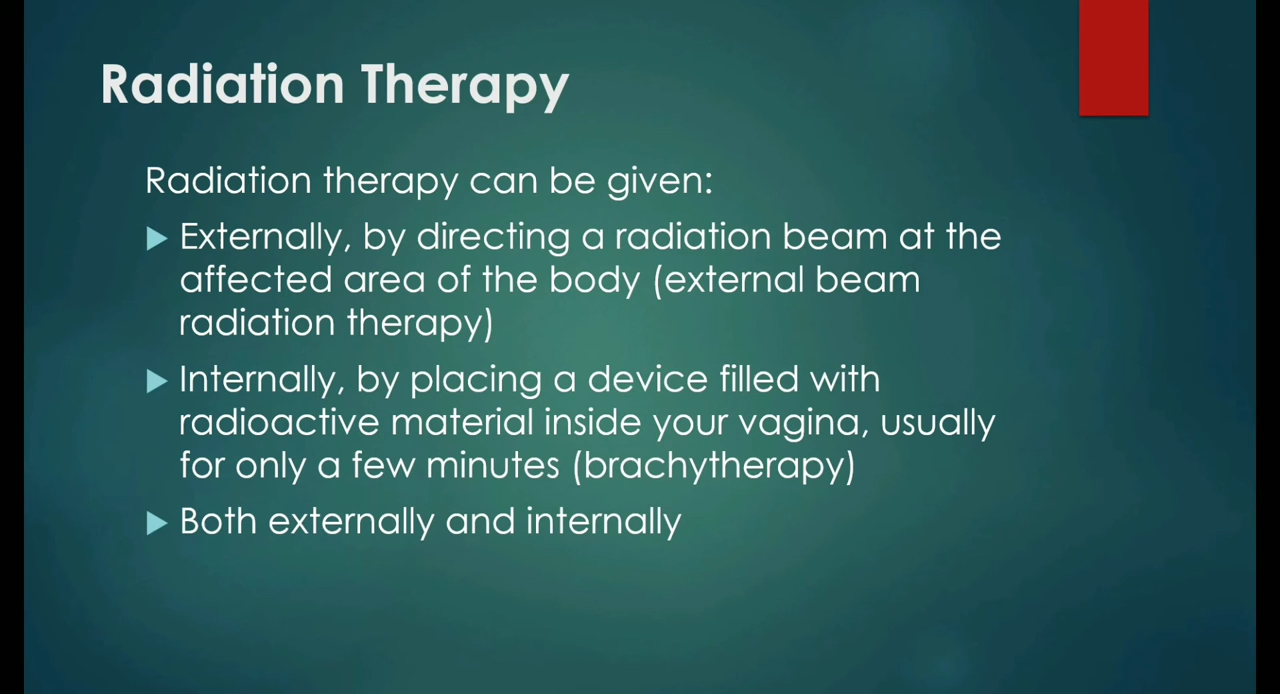 Radiation Therapy
Radiation therapy can be given:
Externally, by directing a radiation beam at the
affected area of the body (external beam
radiation therapy)
Internally, by placing a device filled with
radioactive material inside your vagina, usually
for only a few minutes (brachytherapy)
Both externally and internally